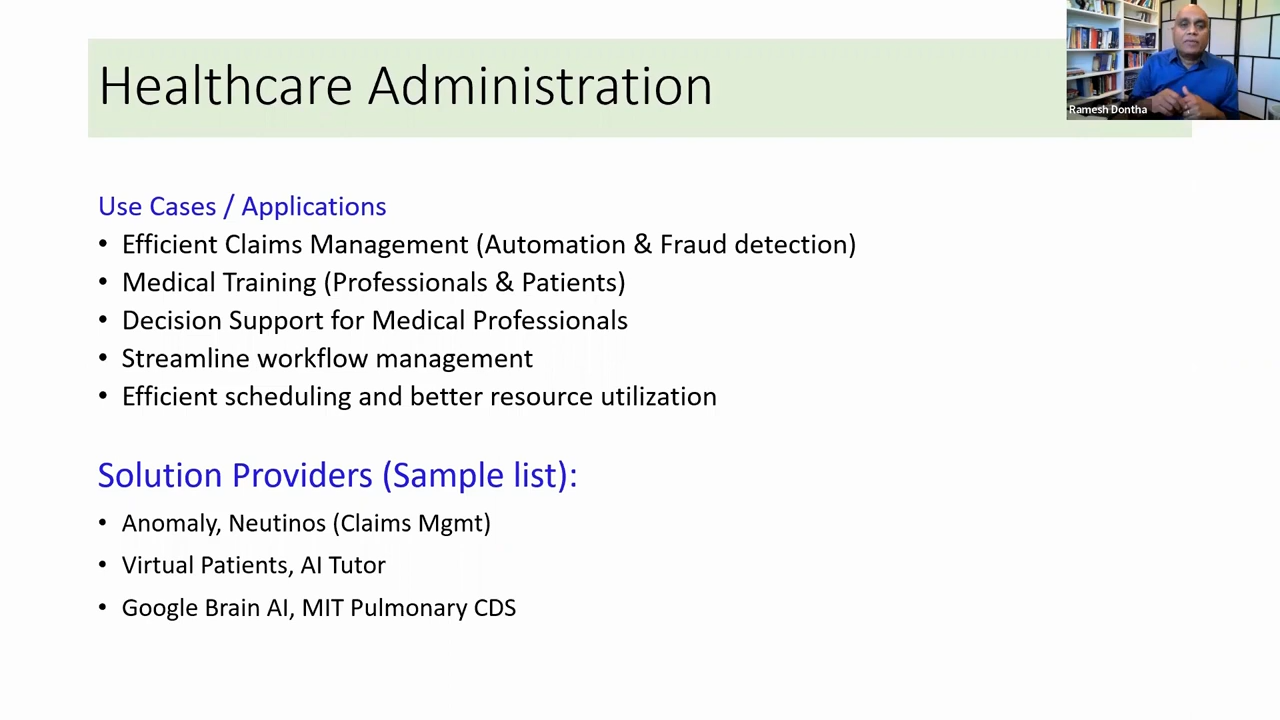 Healthcare Administration
Ramesh Dontha
Use Cases / Applications
• Efficient Claims Management (Automation & Fraud detection)
• Medical Training (Professionals & Patients)
• Decision Support for Medical Professionals
• Streamline workflow management
• Efficient scheduling and better resource utilization
Solution Providers (Sample list):
• Anomaly, Neutinos (Claims Mgmt)
• Virtual Patients, AI Tutor
• Google Brain AI, MIT Pulmonary CDS